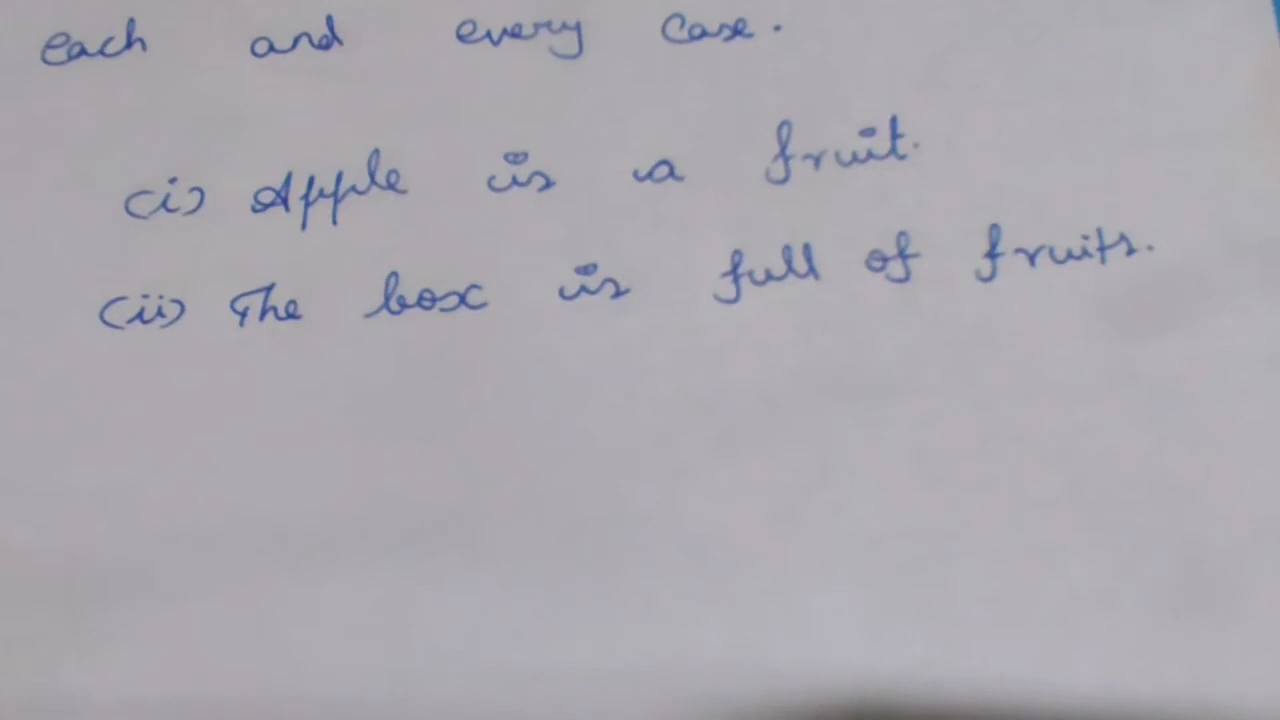 each and every case.
(i) Apple is a fruit.
(ii) The box is full of fruits.